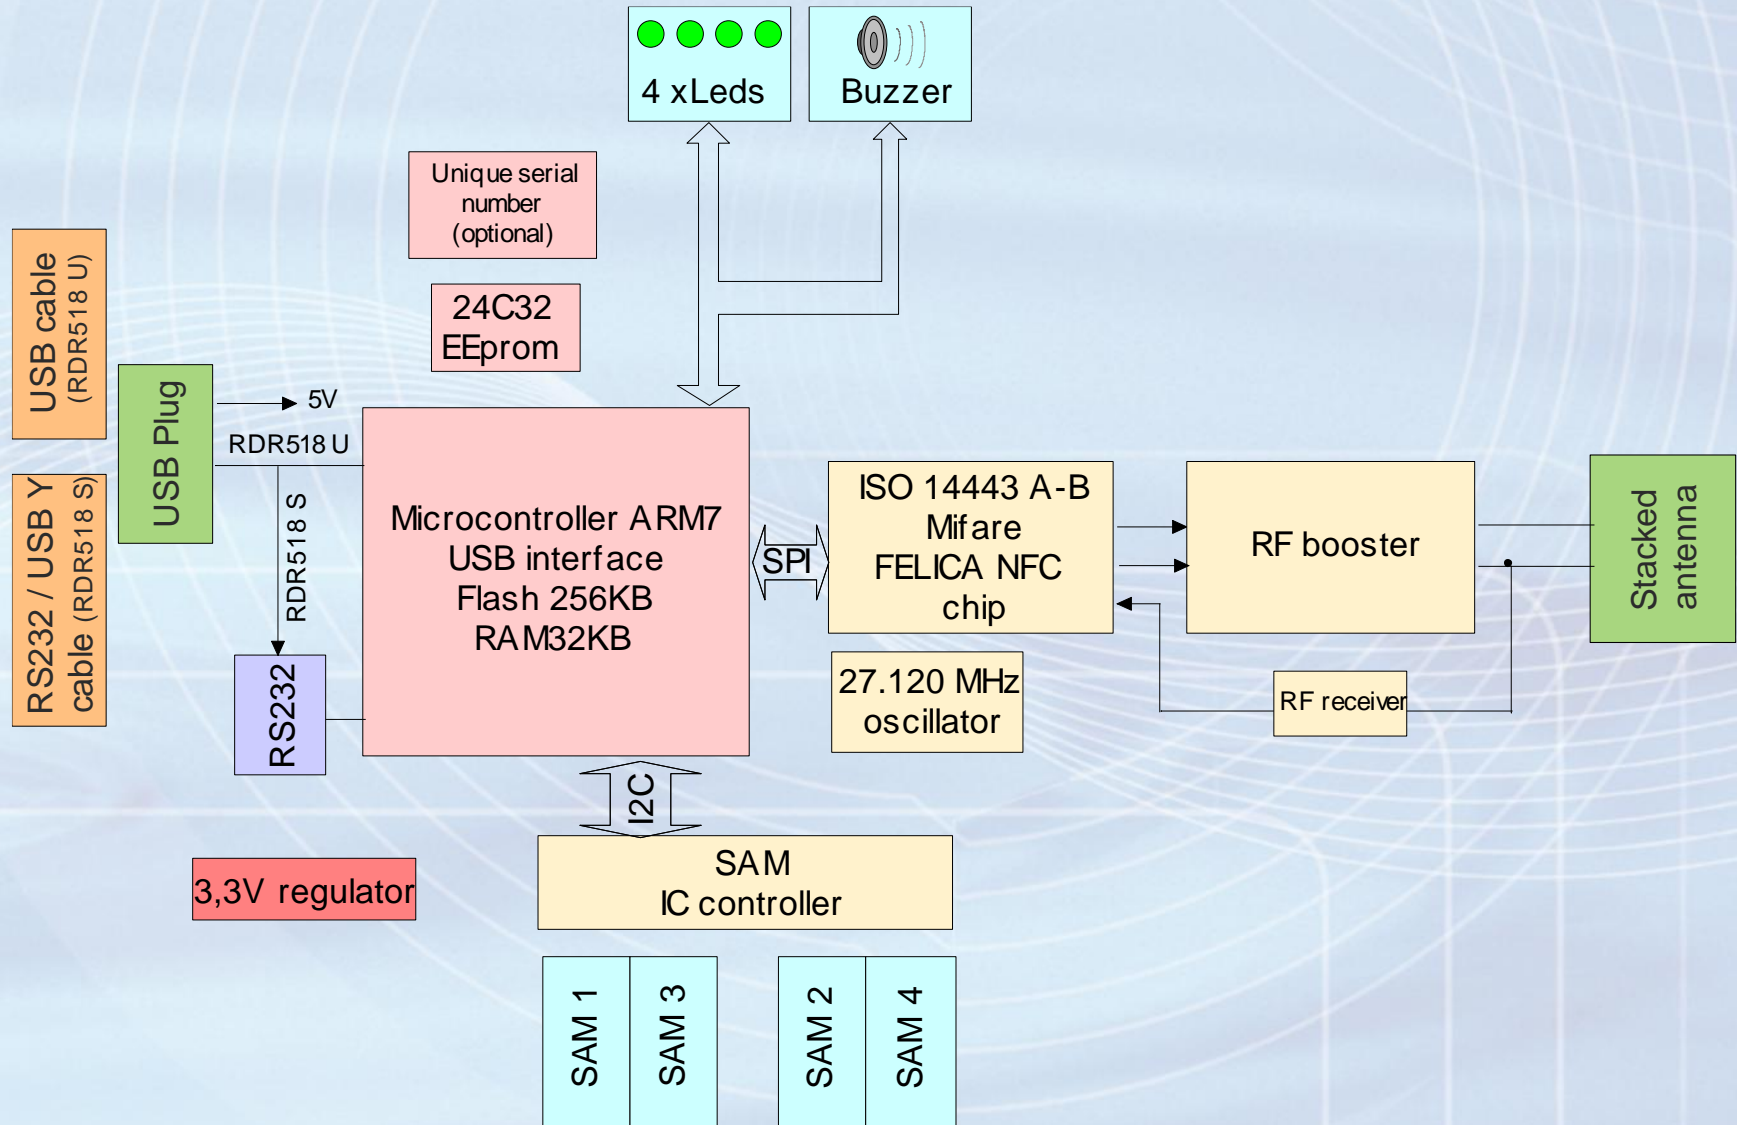 4 xLeds
Buzzer
Unique serial
number
(optional)
24C32
EEprom
USB cable
(RDR518 U)
RS232 / USB Y
cable (RDR518 S)
USB Plug
5V
RDR518 U
RDR518 S
RS232
Microcontroller ARM7
USB interface
Flash 256KB
RAM32KB
SPI
ISO 14443 A-B
Mifare
FELICA NFC
chip
27.120 MHz
oscillator
RF booster
RF receiver
Stacked
antenna
I2C
3,3V regulator
SAM
IC controller
SAM 1
SAM 3
SAM 2
SAM 4